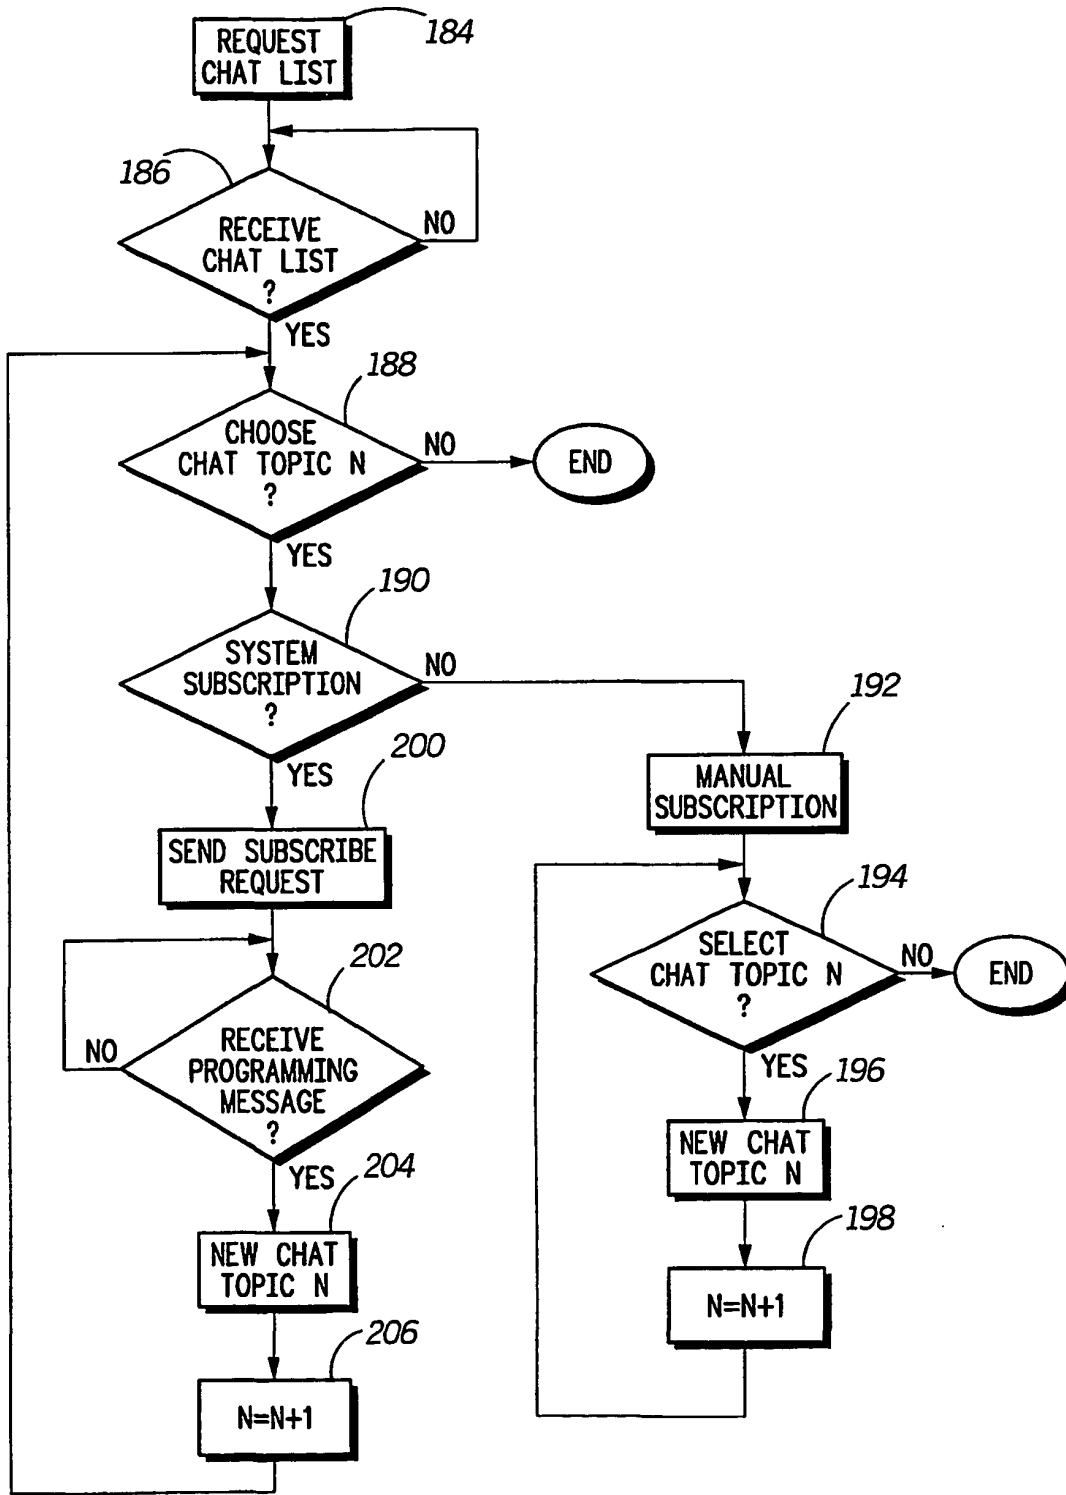 184
REQUEST
CHAT LIST
186
RECEIVE
CHAT LIST
?
NO
YES
188
CHOOSE
CHAT TOPIC N
?
NO
END
YES
190
SYSTEM
SUBSCRIPTION
?
NO
YES
192
MANUAL
SUBSCRIPTION
200
SEND SUBSCRIBE
REQUEST
194
SELECT
CHAT TOPIC N
?
NO
END
YES
202
RECEIVE
PROGRAMMING
MESSAGE
?
NO
YES
196
NEW CHAT
TOPIC N
204
NEW CHAT
TOPIC N
198
N=N+1
206
N=N+1